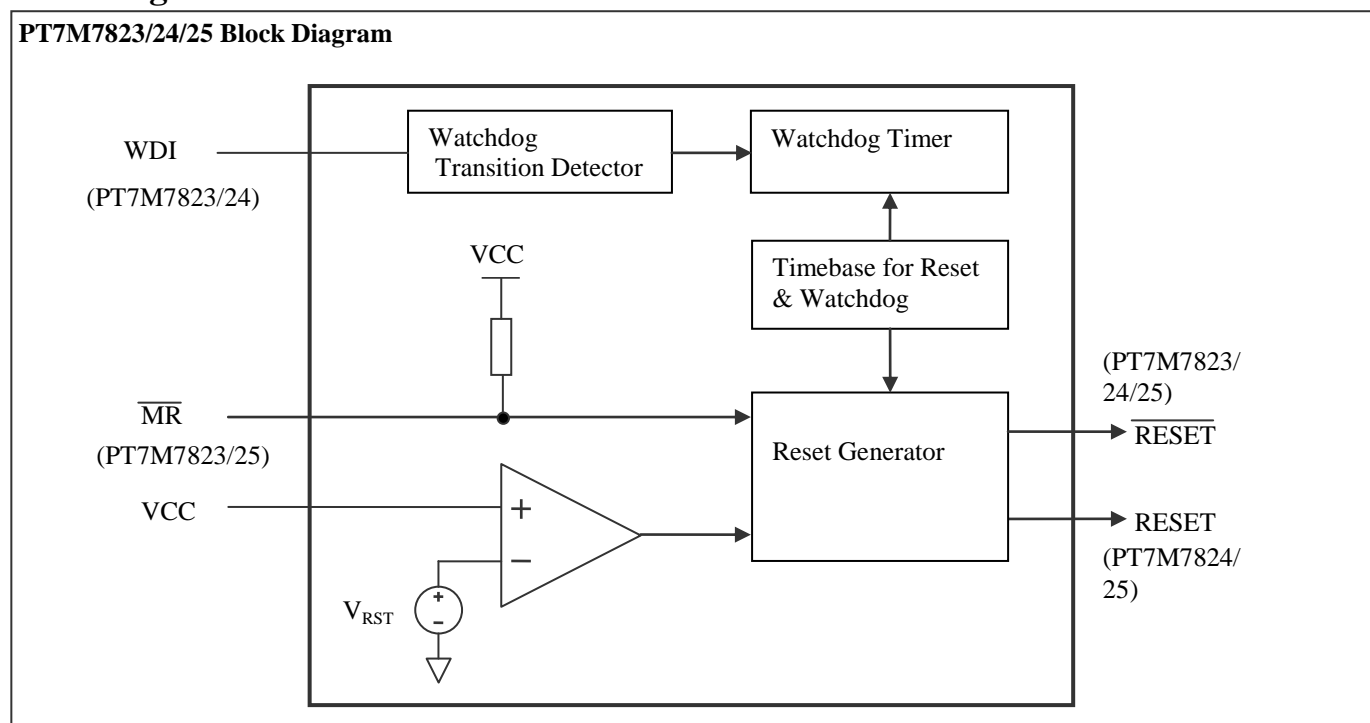 PT7M7823/24/25 Block Diagram
WDI
(PT7M7823/24)
Watchdog
Transition Detector
Watchdog Timer
VCC
Timebase for Reset
& Watchdog
(PT7M7823/
24/25)
MR
(PT7M7823/25)
Reset Generator
RESET
VCC
+
−
RESET
(PT7M7824/
25)
VRST
+
-